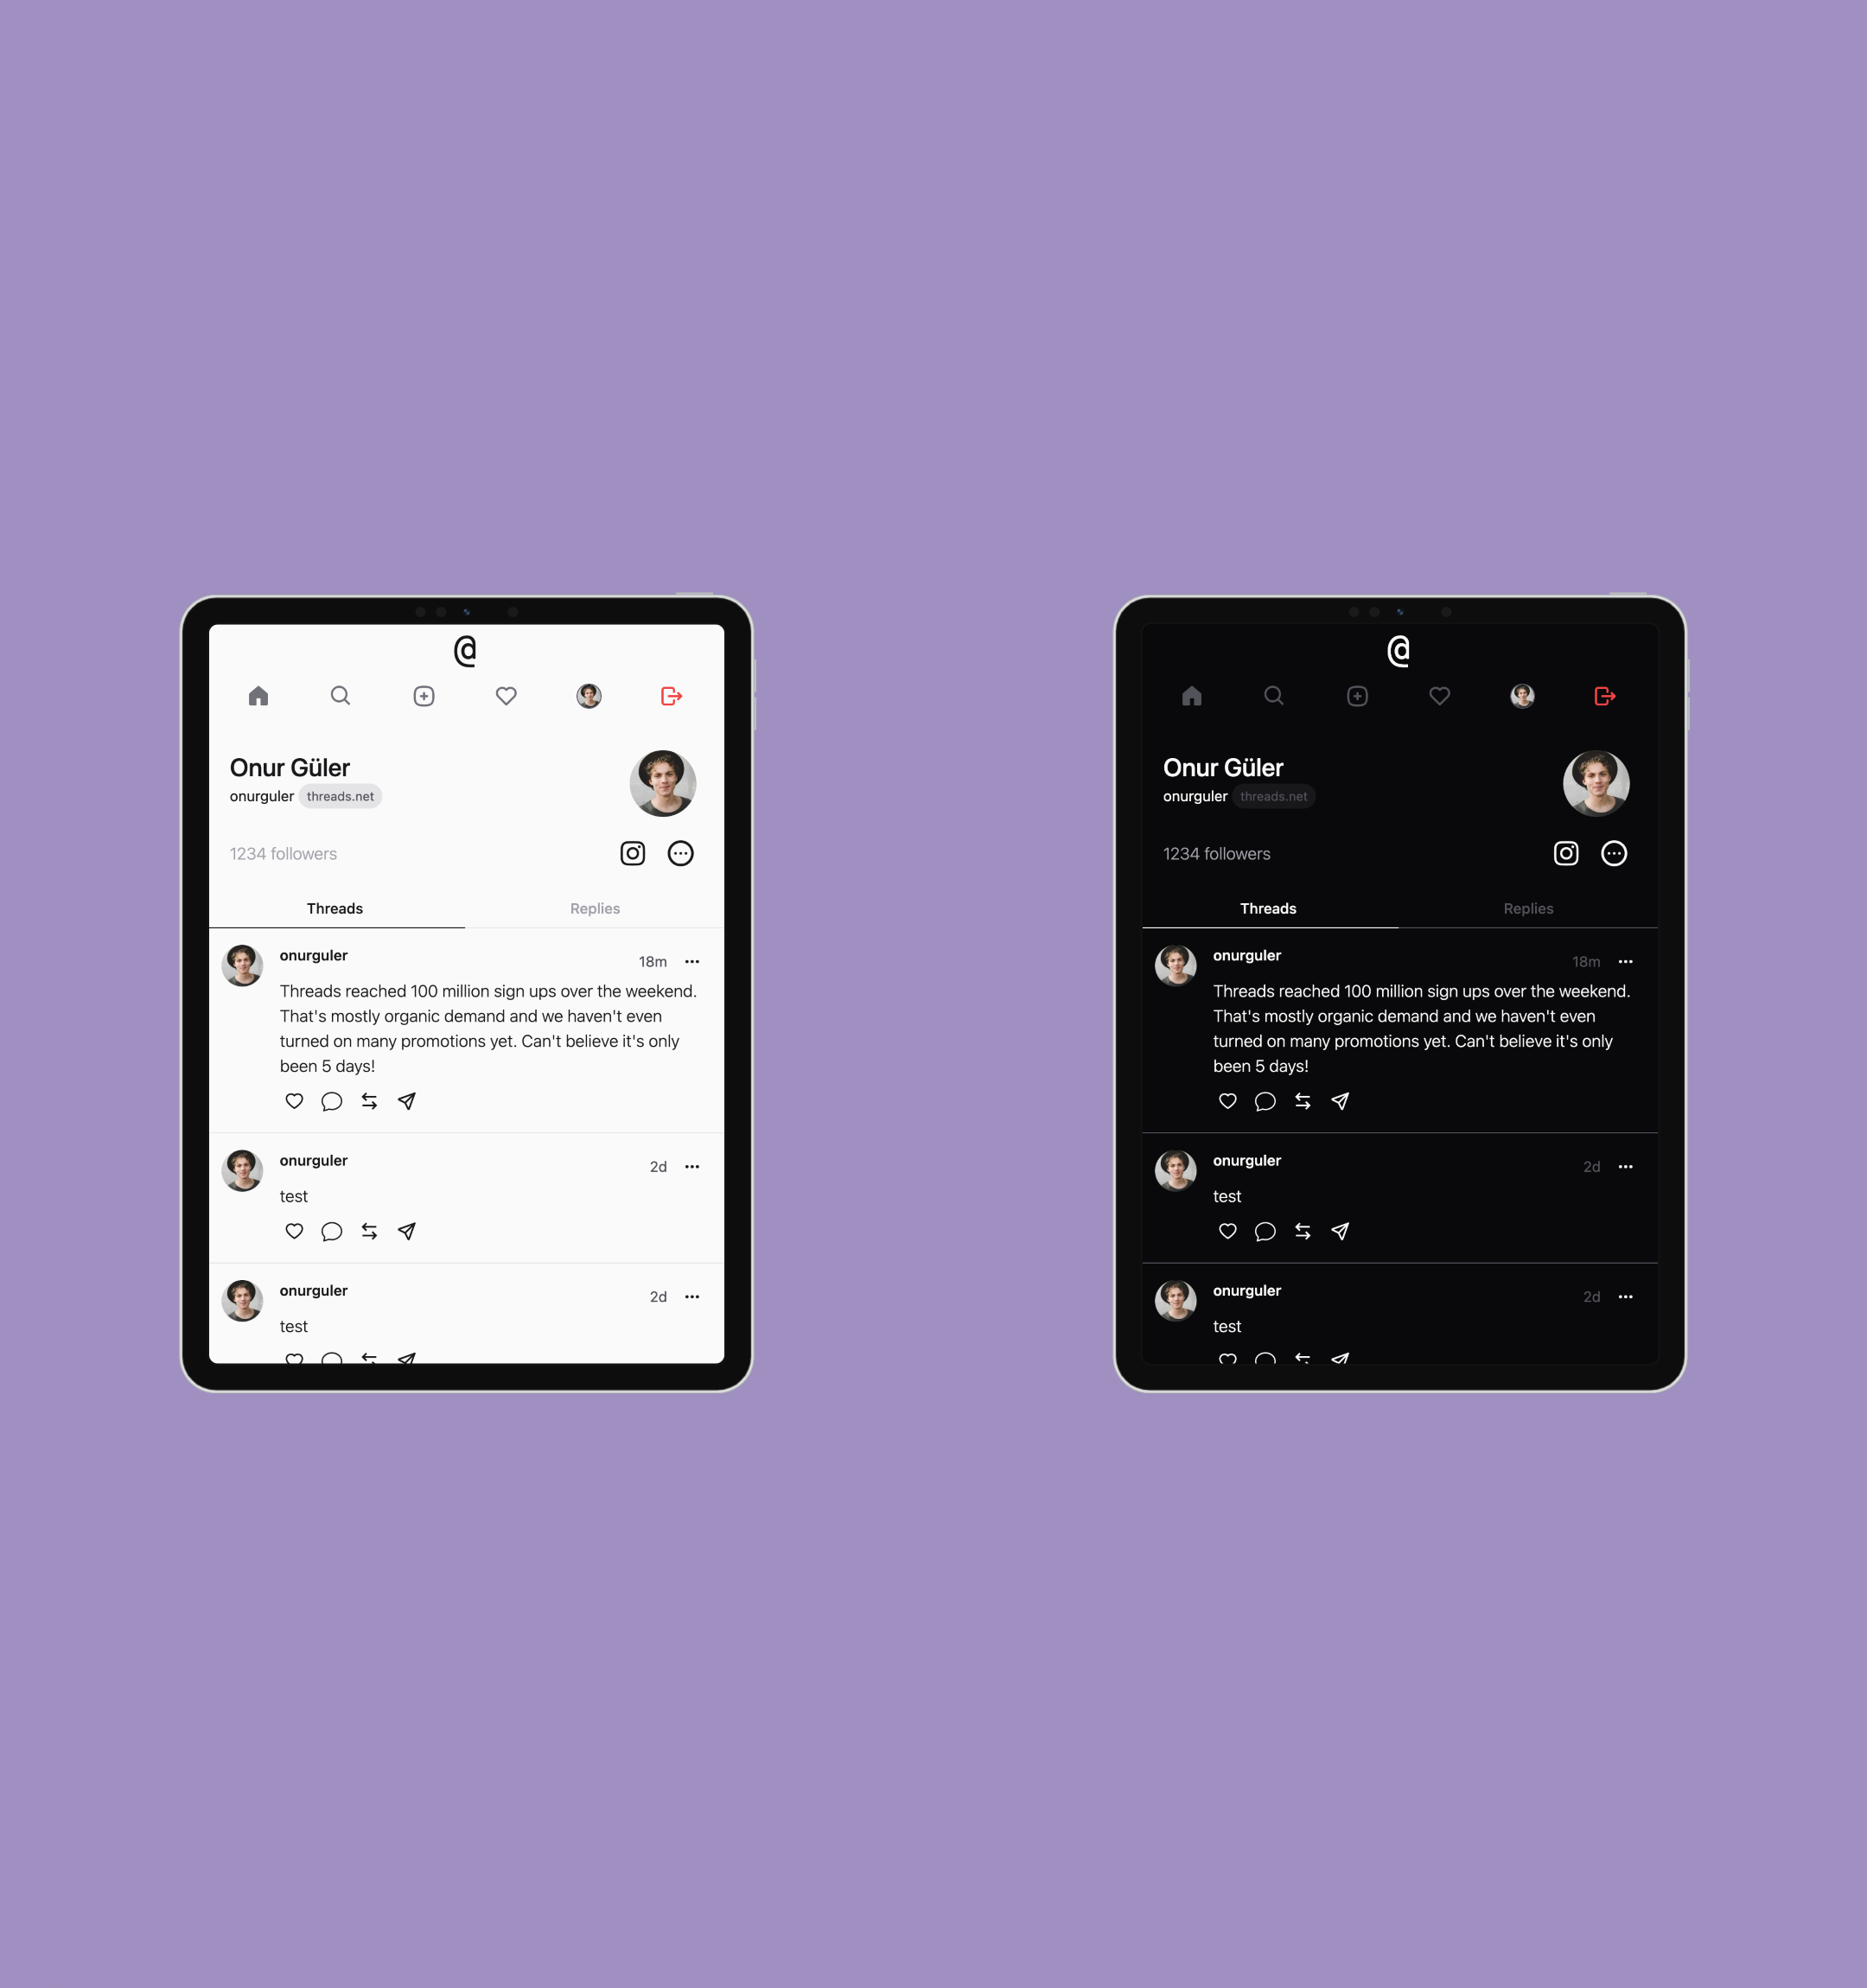 @
Onur Güler
onurguler threads.net
1234 followers
Threads Replies
onurguler 18m
Threads reached 100 million sign ups over the weekend.
That's mostly organic demand and we haven't even
turned on many promotions yet. Can't believe it's only
been 5 days!
onurguler 2d
test
onurguler 2d
test
@
Onur Güler
onurguler threads.net
1234 followers
Threads Replies
onurguler 18m
Threads reached 100 million sign ups over the weekend.
That's mostly organic demand and we haven't even
turned on many promotions yet. Can't believe it's only
been 5 days!
onurguler 2d
test
onurguler 2d
test